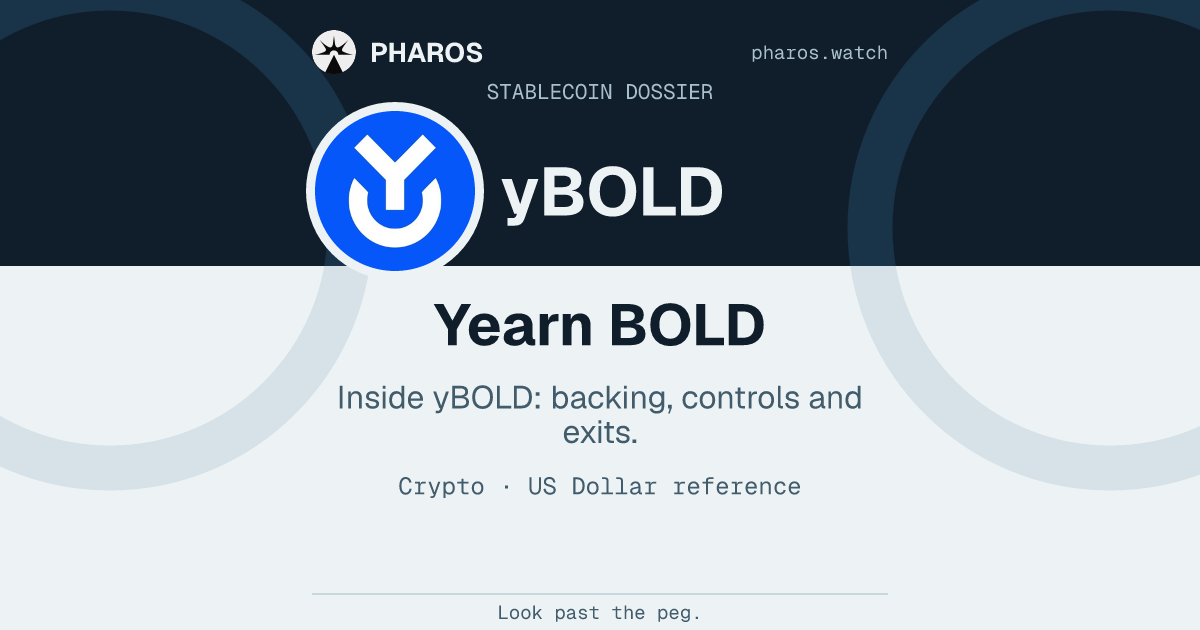 PHAROS
pharos.watch
STABLECOIN DOSSIER
yBOLD
Yearn BOLD
Inside yBOLD: backing, controls and
exits.
Crypto · US Dollar reference
Look past the peg.